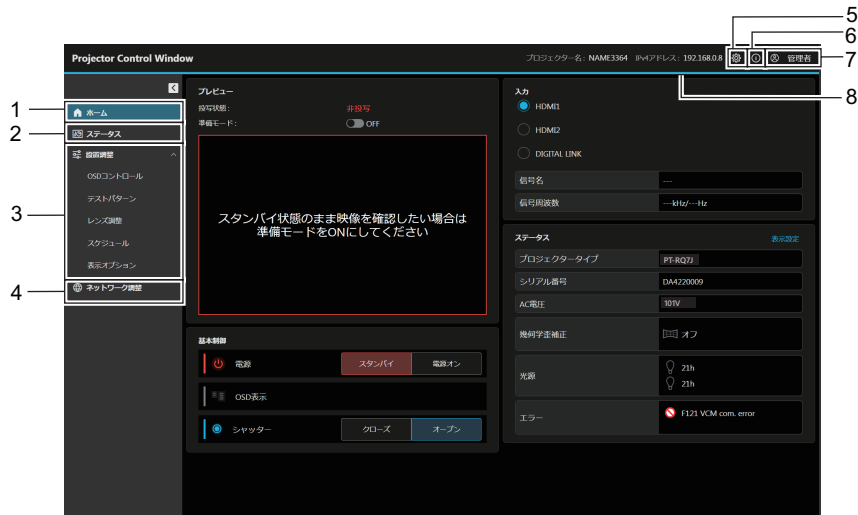 5
6
7
8
Projector Control Window
プロジェクター名: NAME3364 IPv4アドレス: 192.168.0.8
管理者
1
2
3
4
ホーム
ステータス
設置調整
OSDコントロール
テストパターン
レンズ調整
スケジュール
表示オプション
ネットワーク調整
プレビュー
投写状態:
非投写
準備モード:
OFF
スタンバイ状態のまま映像を確認したい場合は
準備モードをONにしてください
基本制御
電源
スタンバイ
電源オン
OSD表示
シャッター
クローズ
オープン
入力
HDMI1
HDMI2
DIGITAL LINK
信号名
---
信号周波数
---kHz/---Hz
ステータス
表示設定
プロジェクタータイプ
PT-RQ7J
シリアル番号
DA4220009
AC電圧
101V
幾何学歪補正
オフ
光源
21h
21h
エラー
F121 VCM com. error